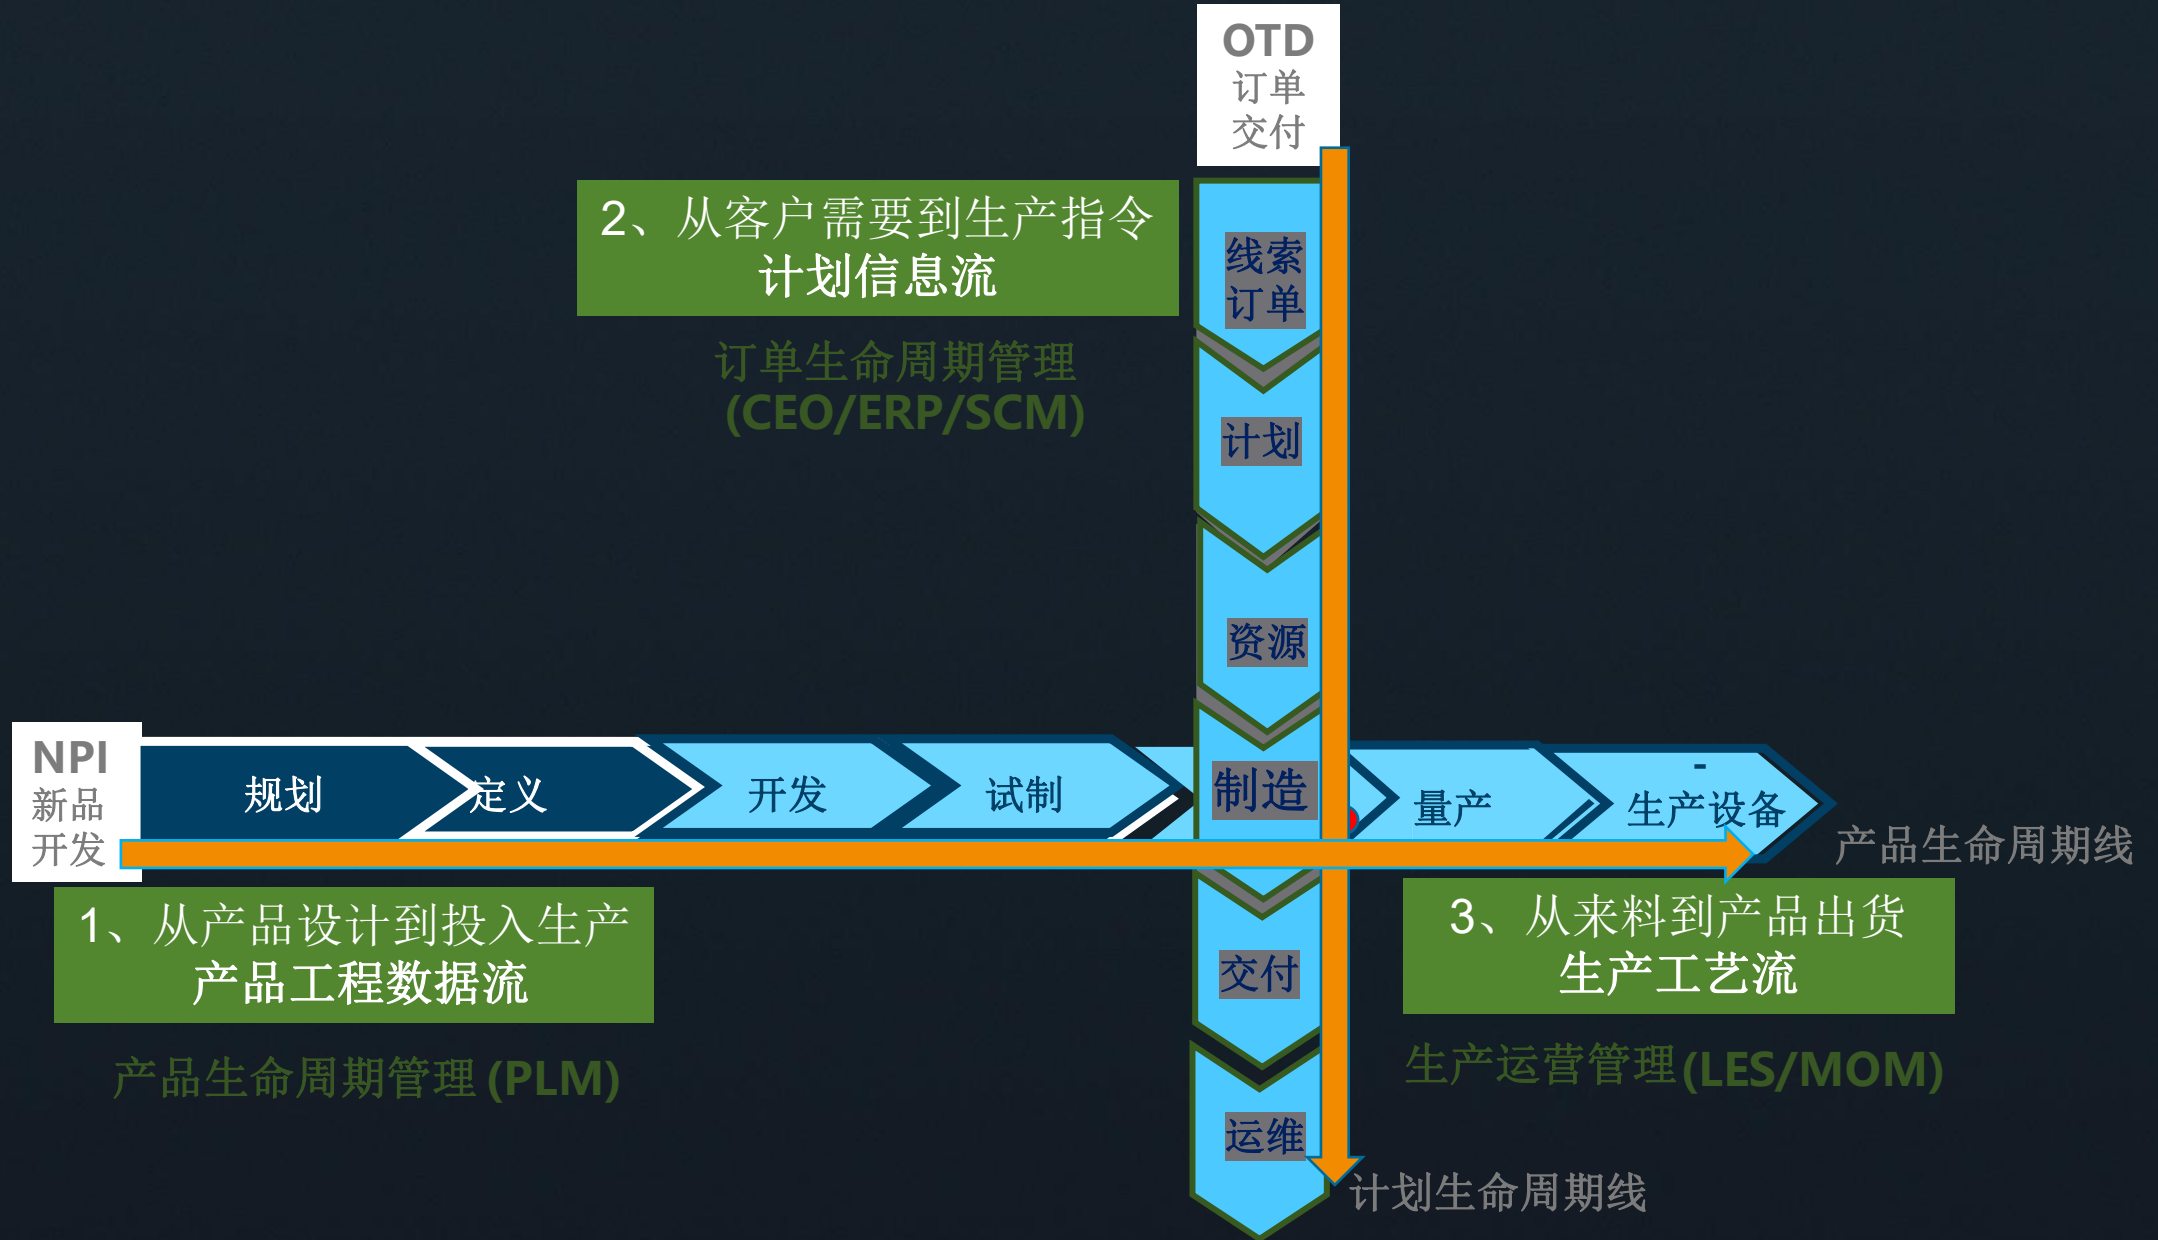 OTD
订单
交付
2、从客户需要到生产指令
计划信息流
订单生命周期管理
(CEO/ERP/SCM)
线索
订单
计划
资源
制造
交付
运维
计划生命周期线
NPI
新品
开发
规划
定义
开发
试制
量产
-
生产设备
产品生命周期线
1、从产品设计到投入生产
产品工程数据流
产品生命周期管理 (PLM)
3、从来料到产品出货
生产工艺流
生产运营管理 (LES/MOM)